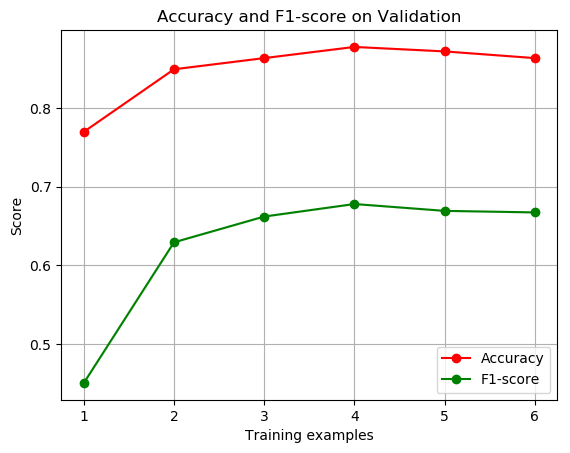 Accuracy and F1-score on Validation
Score
0.8
0.7
0.6
0.5
Accuracy
F1-score
1 2 3 4 5 6
Training examples